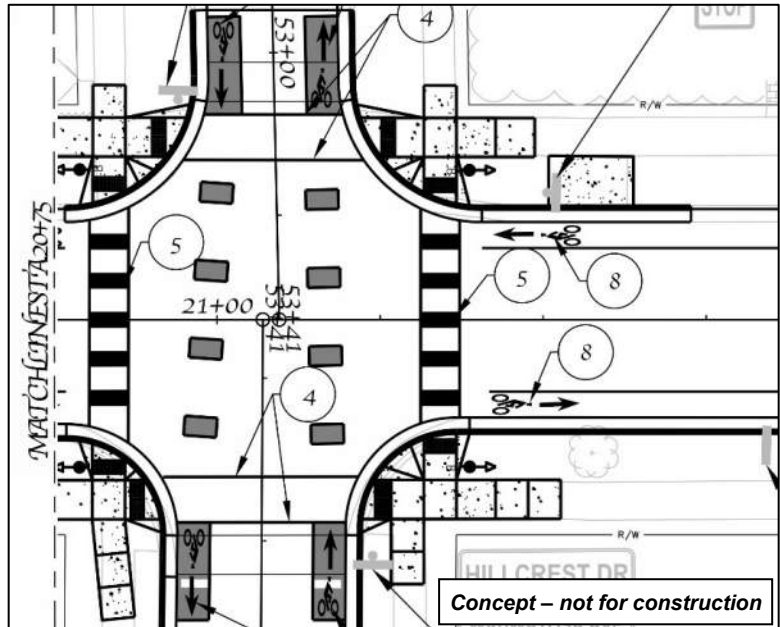 STOP
53+00
4
R/W
MATCHLINE STA 20+75
5
8
5
21+00
53+41
53+41
8
4
R/W
HILLCREST DR
Concept – not for construction